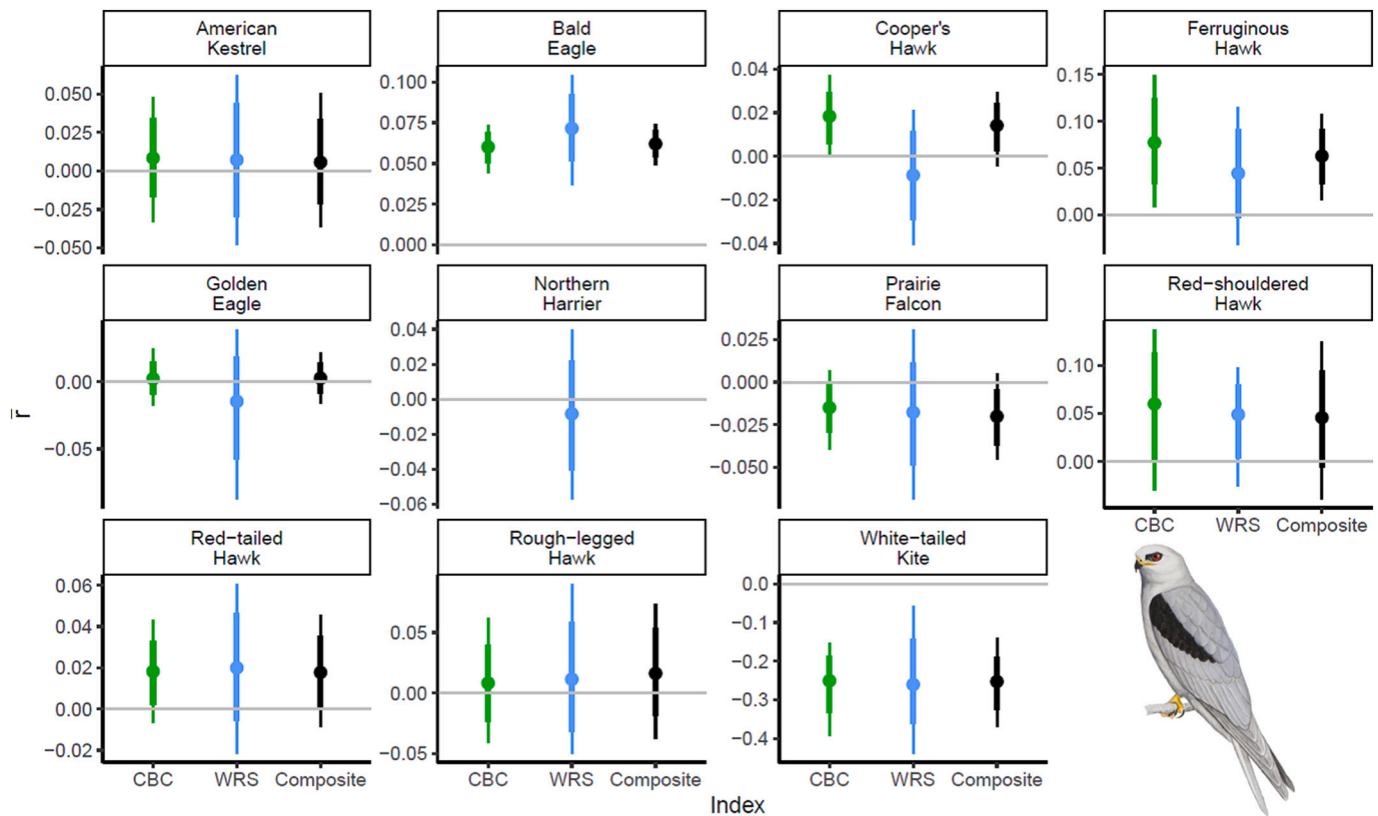 American
Kestrel
0.050
0.025
0.000
−0.025
−0.050
Bald
Eagle
0.100
0.075
0.050
0.025
0.000
Cooper's
Hawk
0.04
0.02
0.00
−0.02
−0.04
Ferruginous
Hawk
0.15
0.10
0.05
0.00
Golden
Eagle
0.00
−0.05
Northern
Harrier
0.04
0.02
0.00
−0.02
−0.04
−0.06
Prairie
Falcon
0.025
0.000
−0.025
−0.050
Red−shouldered
Hawk
0.10
0.05
0.00
CBC WRS Composite
Red−tailed
Hawk
0.06
0.04
0.02
0.00
−0.02
CBC WRS Composite
Rough−legged
Hawk
0.05
0.00
−0.05
CBC WRS Composite
White−tailed
Kite
0.0
−0.1
−0.2
−0.3
−0.4
CBC WRS Composite
r̄
Index